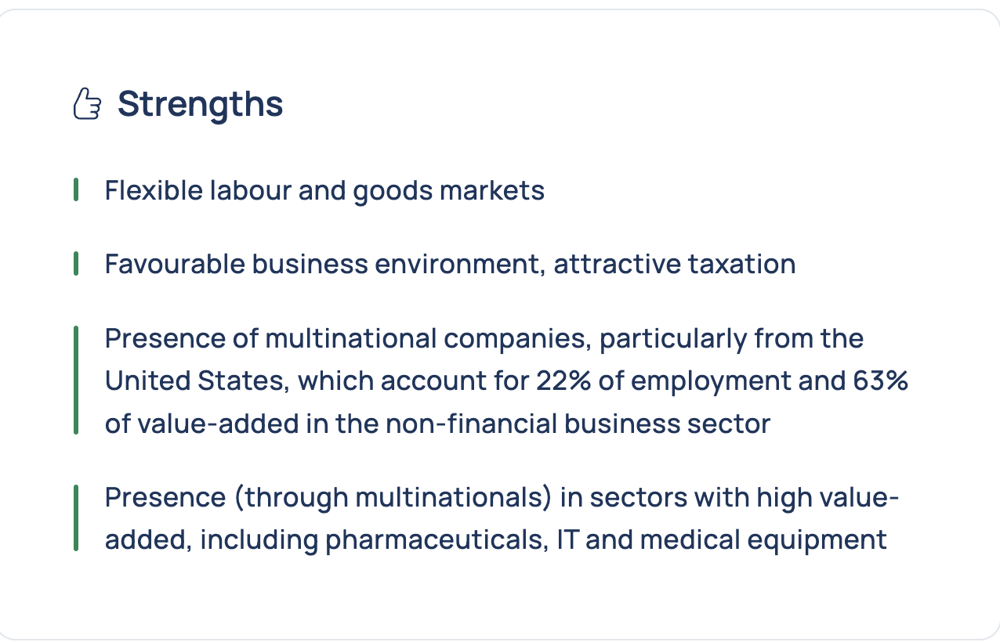 Strengths
Flexible labour and goods markets
Favourable business environment, attractive taxation
Presence of multinational companies, particularly from the
United States, which account for 22% of employment and 63%
of value-added in the non-financial business sector
Presence (through multinationals) in sectors with high value-
added, including pharmaceuticals, IT and medical equipment